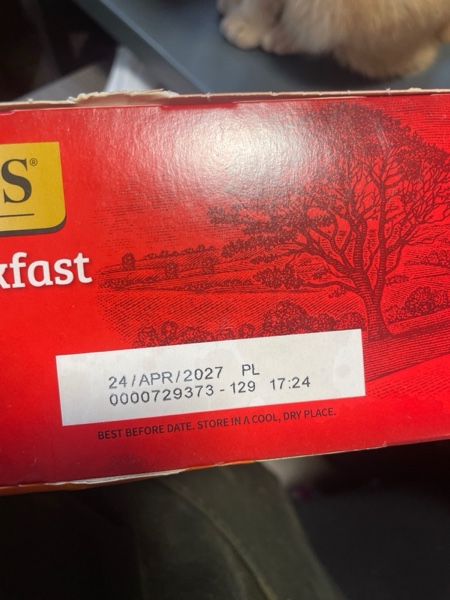 S®
kfast
24/APR/2027 PL
0000729373-129 17:24
BEST BEFORE DATE. STORE IN A COOL, DRY PLACE.